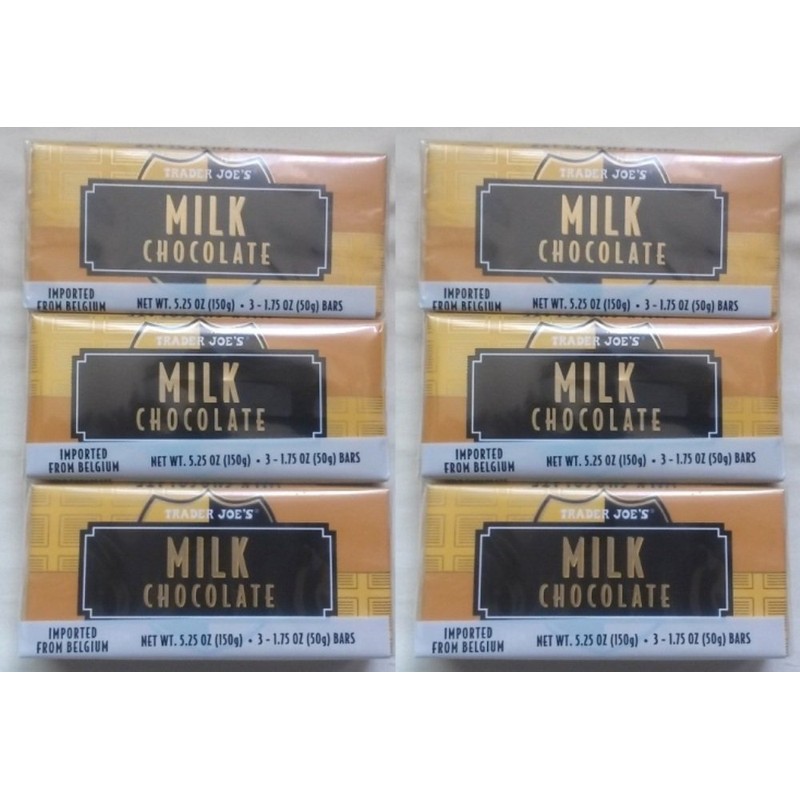 TRADER JOE'S
MILK
CHOCOLATE
IMPORTED
FROM BELGIUM
NET WT. 5.25 OZ (150g) • 3 - 1.75 OZ (50g) BARS
TRADER JOE'S
MILK
CHOCOLATE
IMPORTED
FROM BELGIUM
NET WT. 5.25 OZ (150g) • 3 - 1.75 OZ (50g) BARS
TRADER JOE'S
MILK
CHOCOLATE
IMPORTED
FROM BELGIUM
NET WT. 5.25 OZ (150g) • 3 - 1.75 OZ (50g) BARS
TRADER JOE'S
MILK
CHOCOLATE
IMPORTED
FROM BELGIUM
NET WT. 5.25 OZ (150g) • 3 - 1.75 OZ (50g) BARS
TRADER JOE'S
MILK
CHOCOLATE
IMPORTED
FROM BELGIUM
NET WT. 5.25 OZ (150g) • 3 - 1.75 OZ (50g) BARS
TRADER JOE'S®
MILK
CHOCOLATE
IMPORTED
FROM BELGIUM
NET WT. 5.25 OZ (150g) • 3 - 1.75 OZ (50g) BARS